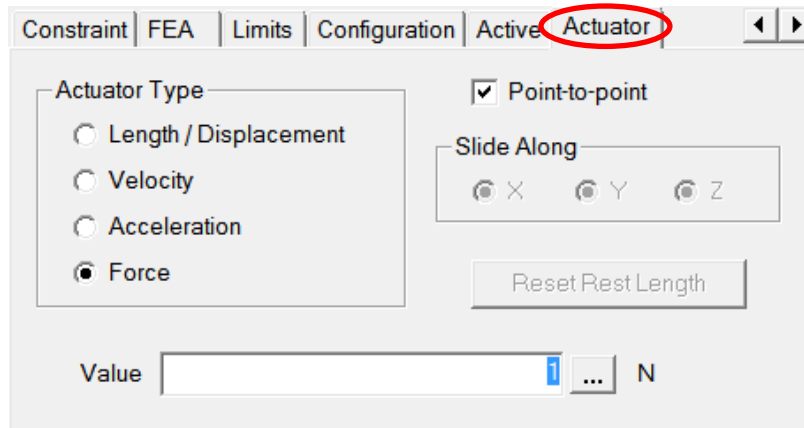 Constraint FEA Limits Configuration Active Actuator
Actuator Type
Point-to-point
Length / Displacement
Slide Along
Velocity
X Y Z
Acceleration
Force
Reset Rest Length
Value 1 ... N